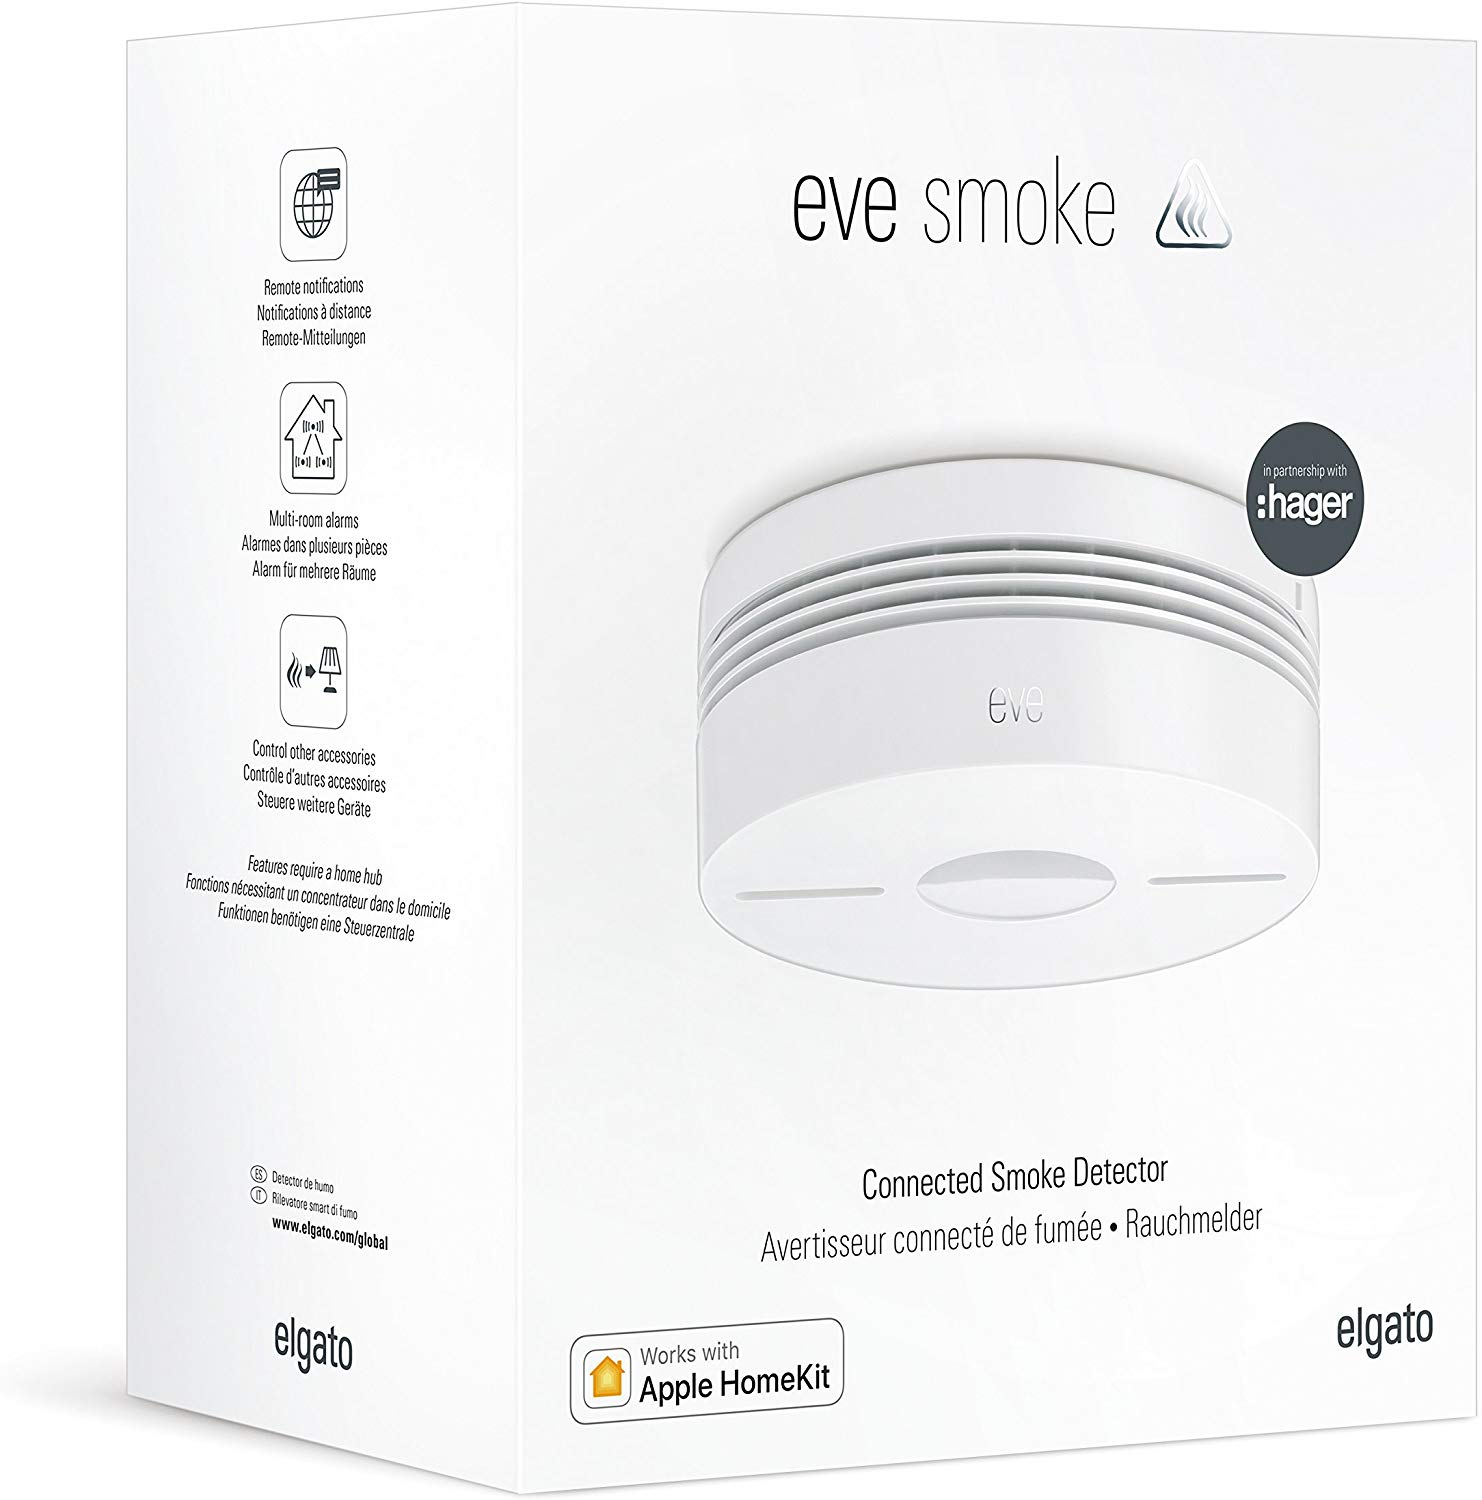 Remote notifications
Notifications à distance
Remote-Mitteilungen
Multi-room alarms
Alarmes dans plusieurs pièces
Alarm für mehrere Räume
Control other accessories
Contrôle d'autres accessoires
Steuere weitere Geräte
Features require a home hub
Fonctions nécessitant un concentrateur dans le domicile
Funktionen benötigen eine Steuerzentrale
ES Detector de humo
IT Rilevatore smart di fumo
www.elgato.com/global
elgato
eve smoke
in partnership with
:hager
eve
Connected Smoke Detector
Avertisseur connecté de fumée • Rauchmelder
Works with
Apple HomeKit
elgato